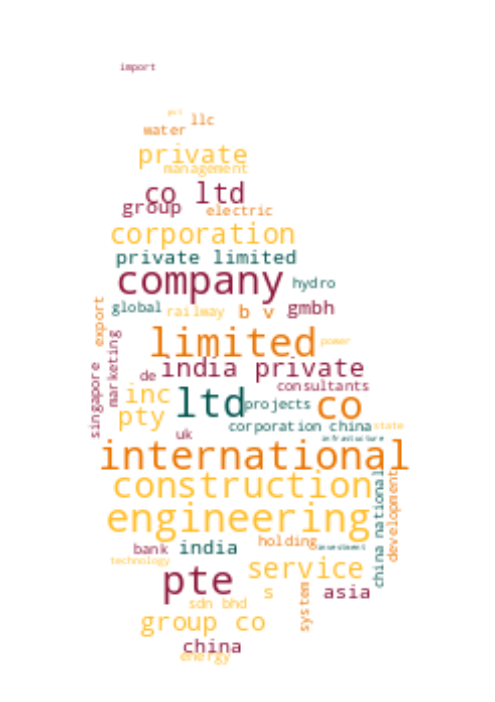 import
llc
water
private
management
co ltd
group
electric
corporation
private limited
company
hydro
export
global
railway
b v
gmbh
limited
power
marketing
singapore
de
india private
consultants
inc
ltd
projects
co
pty
corporation china
state
uk
infrastructure
international
construction
china national
development
engineering
bank
india
holding
investment
technology
service
pte
s
system
asia
sdn bhd
group co
china
energy